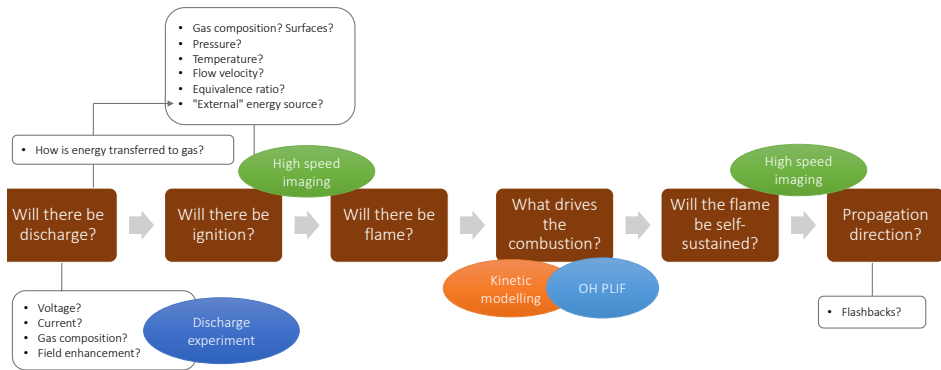 • Gas composition? Surfaces?
• Pressure?
• Temperature?
• Flow velocity?
• Equivalence ratio?
• "External" energy source?
• How is energy transferred to gas?
High speed
imaging
High speed
imaging
Will there be
discharge?
Will there be
ignition?
Will there be
flame?
What drives
the
combustion?
Will the flame
be self-
sustained?
Propagation
direction?
Kinetic
modelling
OH PLIF
• Voltage?
• Current?
• Gas composition?
• Field enhancement?
Discharge
experiment
• Flashbacks?